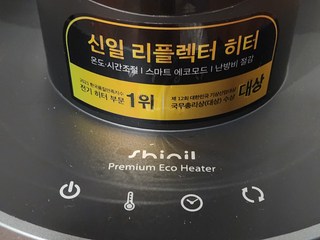 신일 리플렉터 히터
온도·시간조절 | 스마트 에코모드 | 난방비 절감
전기 히터 부문 1위
국무총리상(대상) 수상 대상
Shinil
Premium Eco Heater